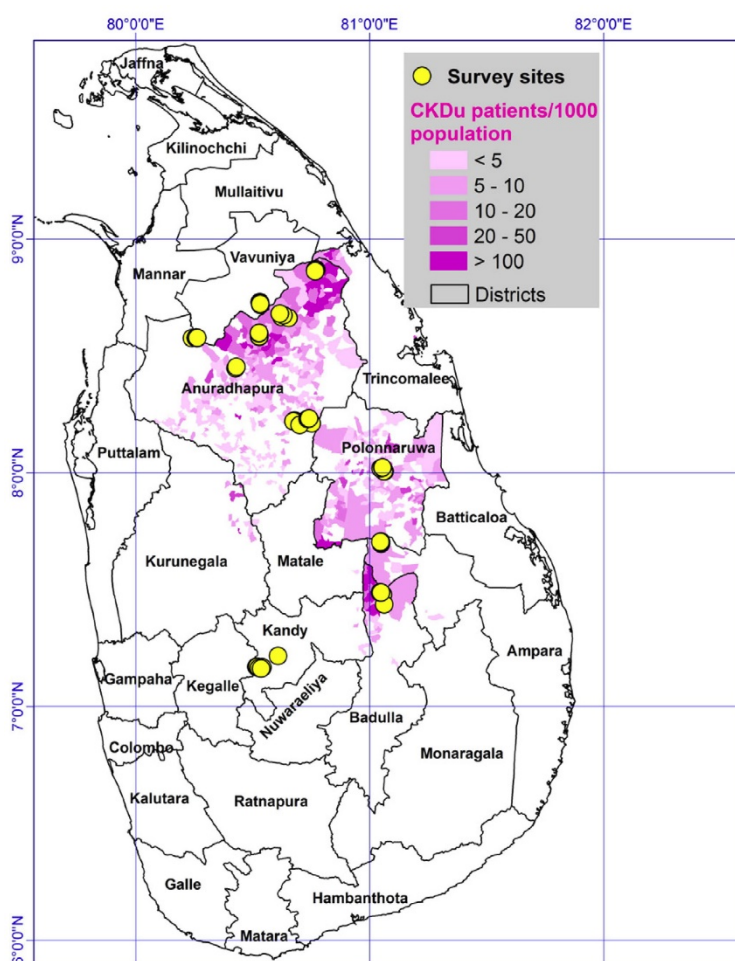 80°0'0"E 81°0'0"E 82°0'0"E
Jaffna
Survey sites
CKDu patients/1000
population
< 5
5 - 10
10 - 20
20 - 50
> 100
Districts
Kilinochchi
Mullaitivu
9°0'0"N
Vavuniya
Mannar
Trincomalee
Anuradhapura
Polonnaruwa
Puttalam
8°0'0"N
Batticaloa
Kurunegala
Matale
Kandy
Ampara
Gampaha
Kegalle
Nuwaraeliya
7°0'0"N
Badulla
Colombo
Monaragala
Kalutara
Ratnapura
Galle
Hambanthota
Matara
6°0'0"N